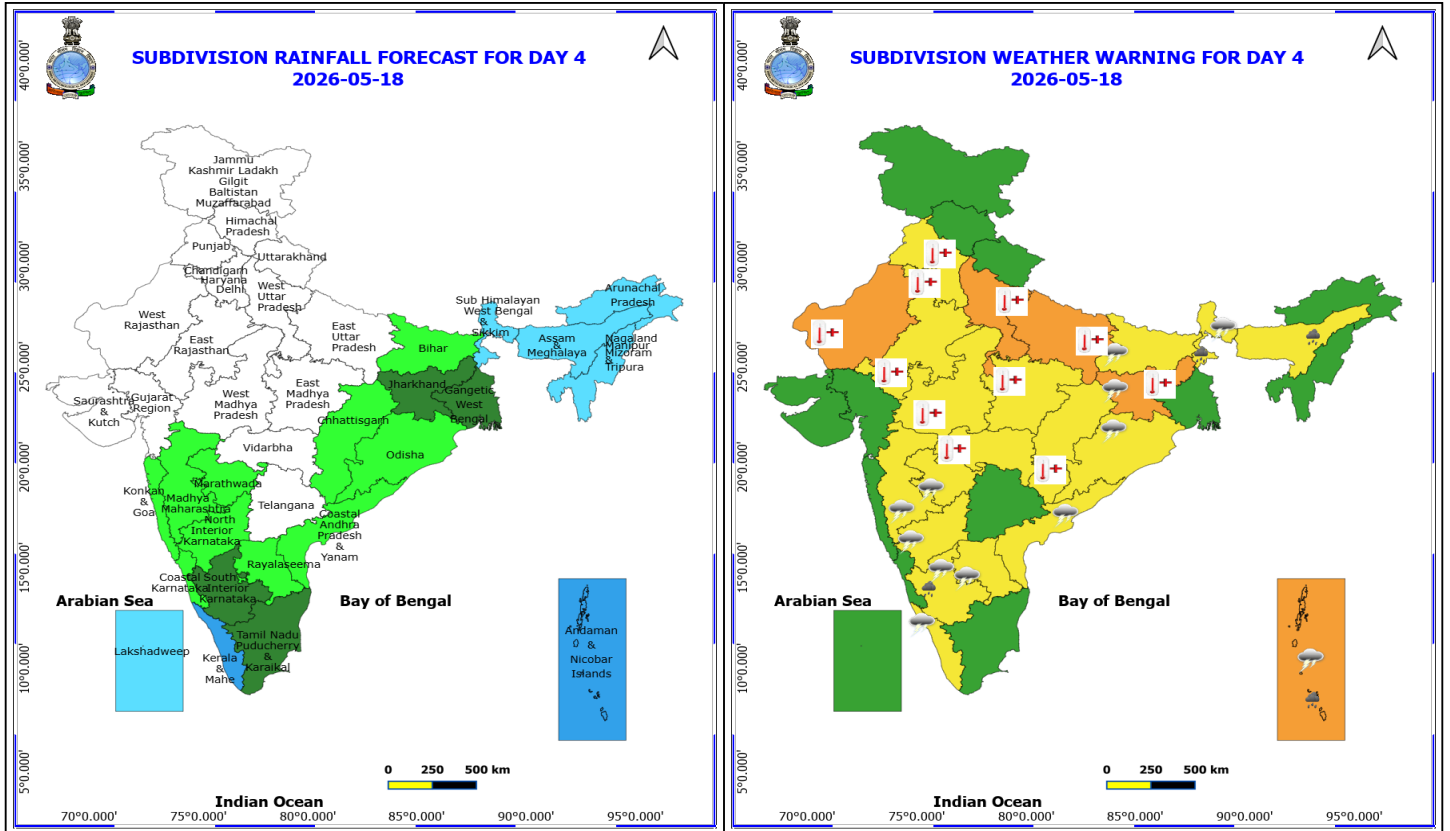 SUBDIVISION RAINFALL FORECAST FOR DAY 4
2026-05-18
40°0.000'
35°0.000'
30°0.000'
25°0.000'
20°0.000'
15°0.000'
10°0.000'
5°0.000'
Jammu
Kashmir Ladakh
Gilgit
Baltistan
Muzaffarabad
Himachal
Pradesh
Punjab
Uttarakhand
Chandigarh
Haryana
Delhi
West
Uttar
Pradesh
West
Rajasthan
East
Rajasthan
East
Uttar
Pradesh
Sub Himalayan
West Bengal
&
Sikkim
Arunachal
Pradesh
Assam
&
Meghalaya
Nagaland
Manipur
Mizoram
&
Tripura
Bihar
Jharkhand
Gangetic
West
Bengal
Saurashtra
&
Kutch
Gujarat
Region
West
Madhya
Pradesh
East
Madhya
Pradesh
Chhattisgarh
Vidarbha
Odisha
Konkan
&
Goa
Marathwada
Madhya
Maharashtra
North
Interior
Karnataka
Telangana
Coastal
Andhra
Pradesh
&
Yanam
Rayalaseema
Coastal
Karnataka
South
Interior
Karnataka
Arabian Sea
Bay of Bengal
Lakshadweep
Kerala
&
Mahe
Tamil Nadu
Puducherry
&
Karaikal
Andaman
&
Nicobar
Islands
0 250 500 km
Indian Ocean
70°0.000' 75°0.000' 80°0.000' 85°0.000' 90°0.000' 95°0.000'
SUBDIVISION WEATHER WARNING FOR DAY 4
2026-05-18
40°0.000'
35°0.000'
30°0.000'
25°0.000'
20°0.000'
15°0.000'
10°0.000'
5°0.000'
Arabian Sea
Bay of Bengal
0 250 500 km
Indian Ocean
70°0.000' 75°0.000' 80°0.000' 85°0.000' 90°0.000' 95°0.000'